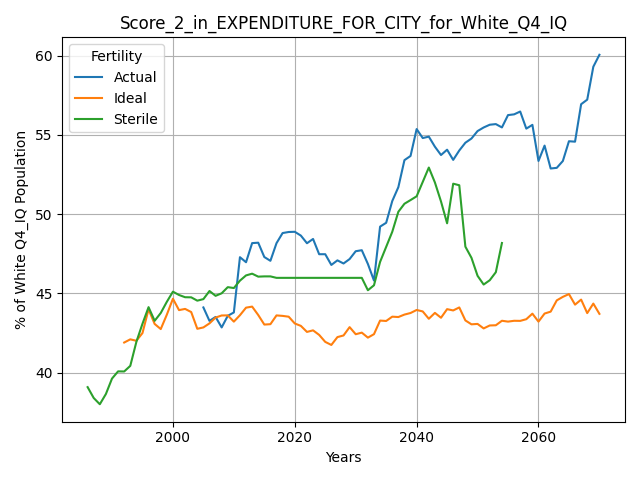 Score_2_in_EXPENDITURE_FOR_CITY_for_White_Q4_IQ
Fertility
Actual
Ideal
Sterile
% of White Q4_IQ Population
60
55
50
45
40
2000
2020
2040
2060
Years